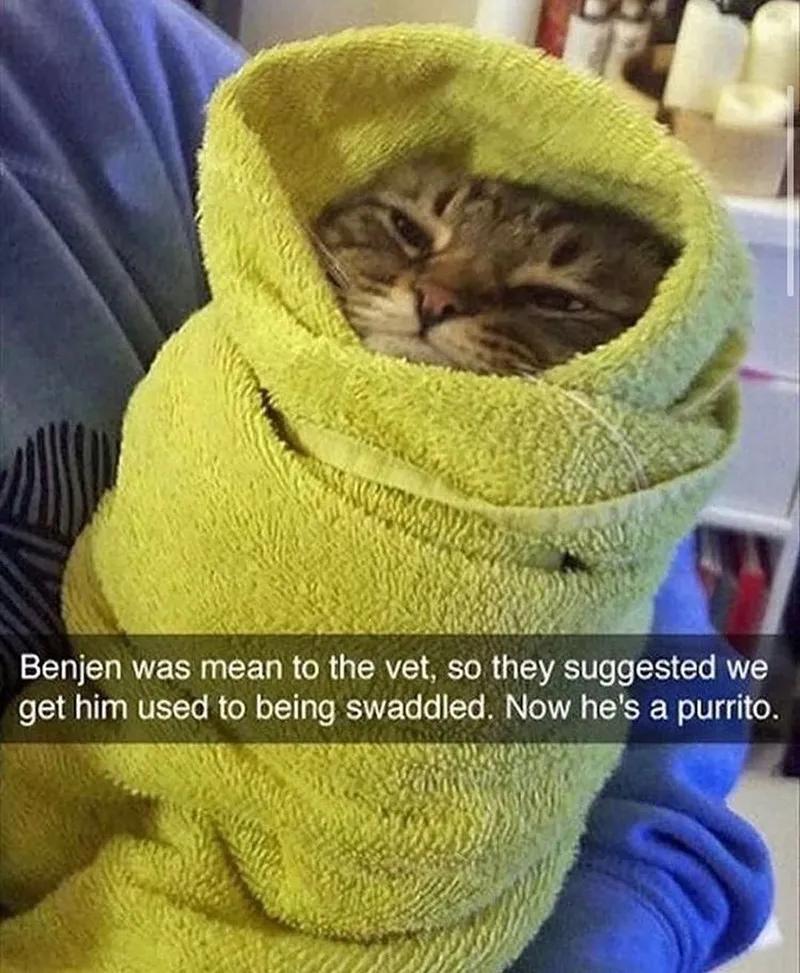 Benjen was mean to the vet, so they suggested we
get him used to being swaddled. Now he's a purrito.